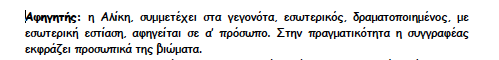 Αφηγητής: η Αλίκη, συμμετέχει στα γεγονότα, εσωτερικός, δραματοποιημένος, με
εσωτερική εστίαση, αφηγείται σε α' πρόσωπο. Στην πραγματικότητα η συγγραφέας
εκφράζει προσωπικά της βιώματα.